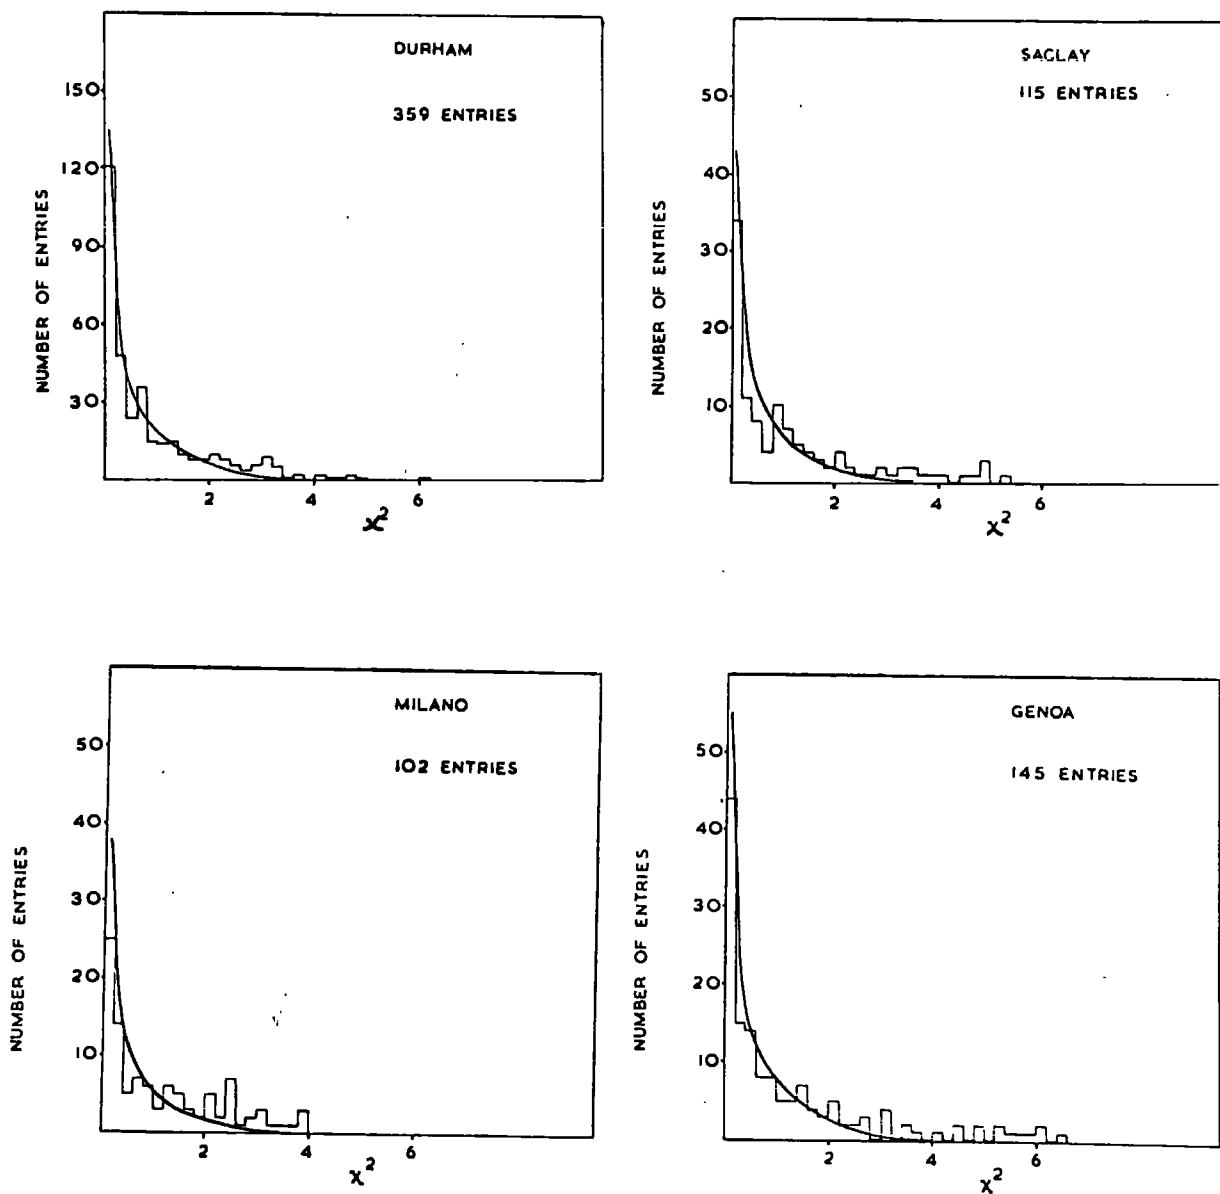 DURHAM
359 ENTRIES
NUMBER OF ENTRIES
150
120
90
60
30
2
4
6
χ²
SACLAY
115 ENTRIES
NUMBER OF ENTRIES
50
40
30
20
10
2
4
6
χ²
MILANO
102 ENTRIES
NUMBER OF ENTRIES
50
40
30
20
10
2
4
6
χ²
GENOA
145 ENTRIES
NUMBER OF ENTRIES
50
40
30
20
10
2
4
6
χ²